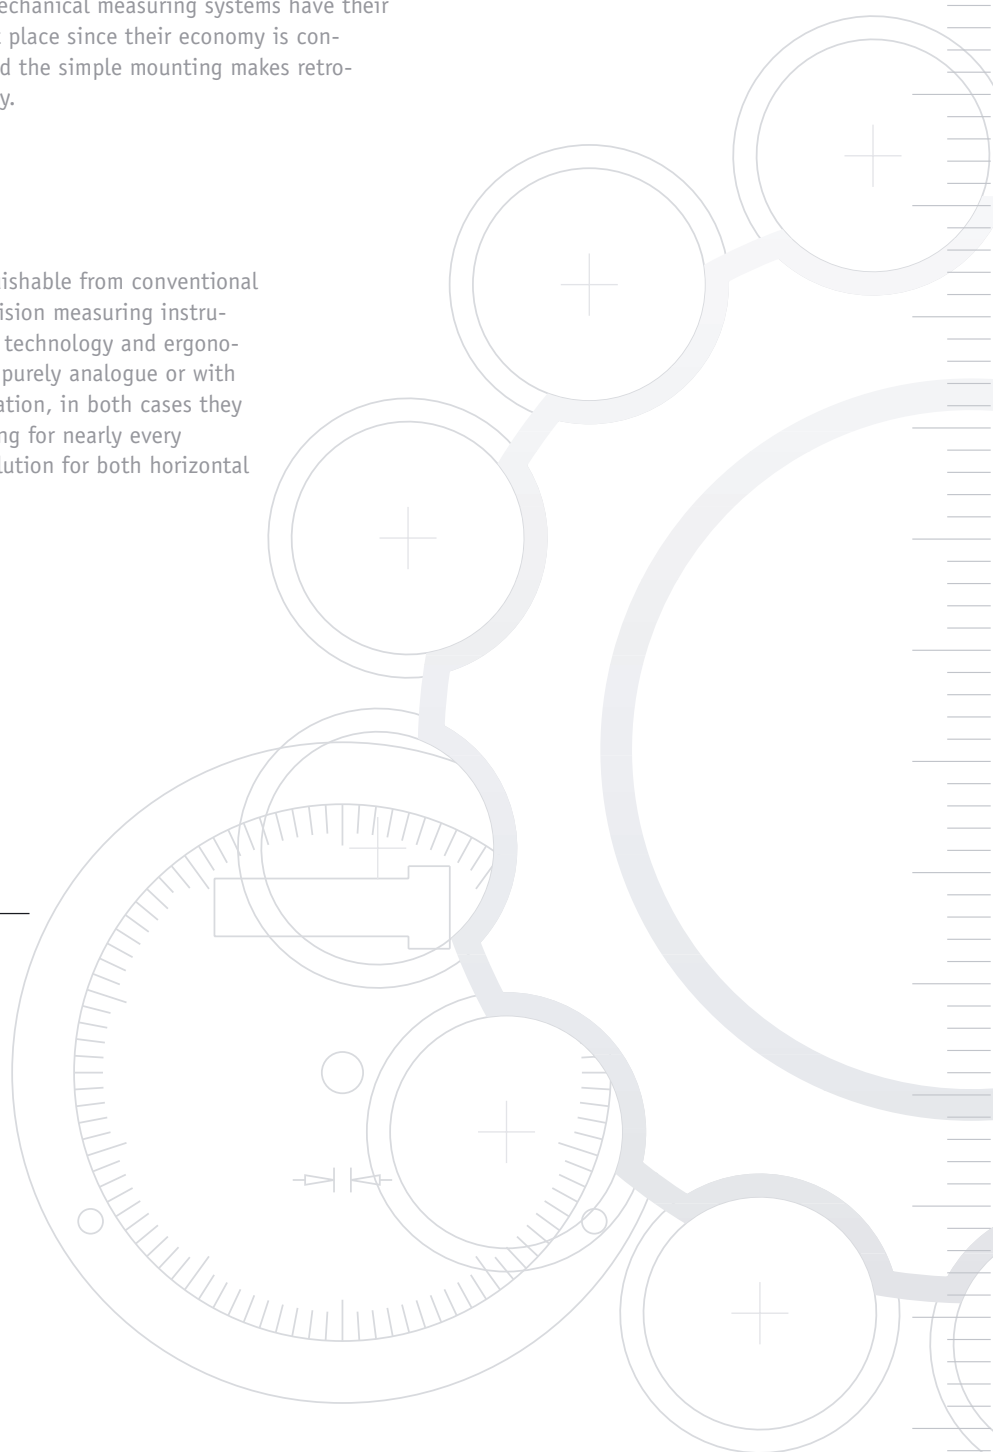 echanical measuring systems have their
place since their economy is con-
d the simple mounting makes retro-
y.
ishable from conventional
ision measuring instru-
technology and ergono-
purely analogue or with
ation, in both cases they
ng for nearly every
lution for both horizontal